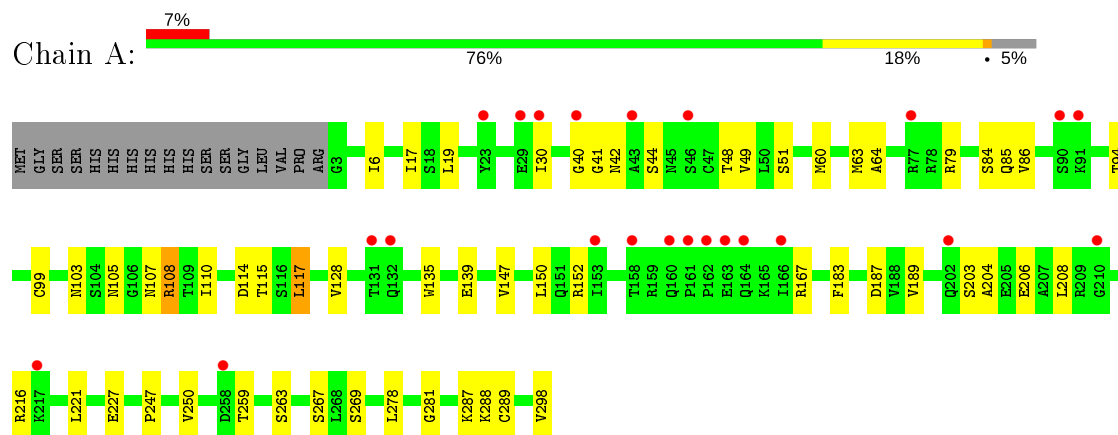 7%
Chain A:
76% 18% • 5%
MET GLY SER SER HIS HIS HIS HIS HIS HIS SER SER GLY LEU VAL PRO ARG G3 I6 I17 S18 L19 Y23 E29 I30 G40 G41 N42 A43 S44 N45 S46 C47 T48 V49 L50 S51 M60 M63 A64 R77 R78 R79 S84 Q85 V86 S90 K91 T94
C99 N103 S104 N105 G106 N107 R108 T109 I110 D114 T115 S116 L117 V128 T131 Q132 W135 E139 V147 L150 Q151 R152 I153 T158 R159 Q160 P161 P162 E163 Q164 K165 I166 R167 F183 D187 V188 V189 Q202 S203 A204 E205 E206 A207 L208 R209 G210
R216 K217 L221 E227 P247 V250 D258 T259 S263 S267 L268 S269 L278 G281 K287 K288 C289 V298